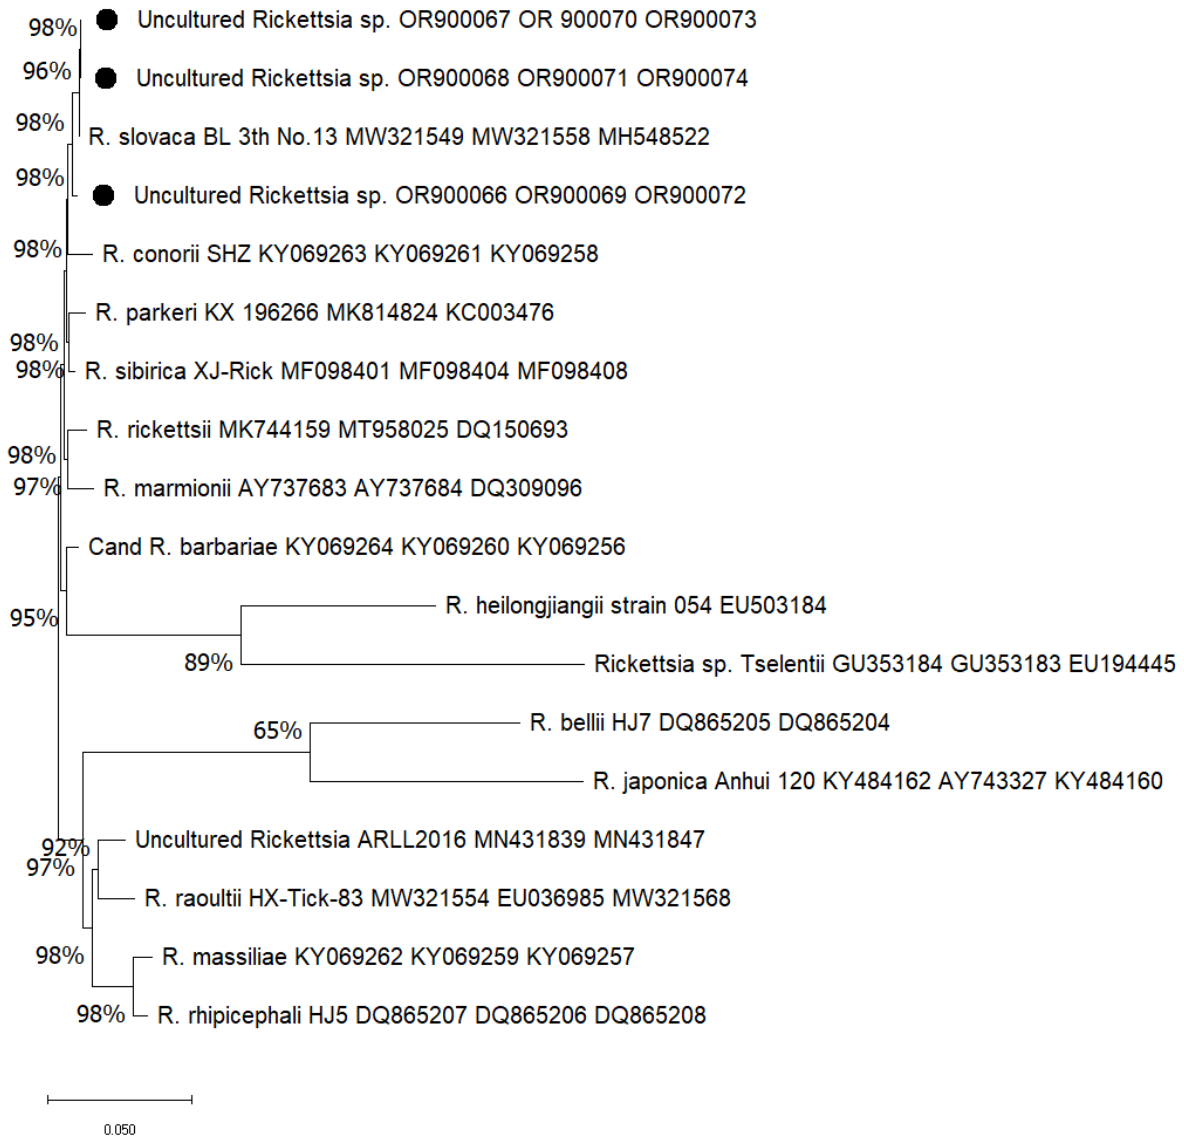 98%
Uncultured Rickettsia sp. OR900067 OR 900070 OR900073
96%
Uncultured Rickettsia sp. OR900068 OR900071 OR900074
98%
R. slovaca BL 3th No.13 MW321549 MW321558 MH548522
98%
Uncultured Rickettsia sp. OR900066 OR900069 OR900072
98%
R. conorii SHZ KY069263 KY069261 KY069258
R. parkeri KX 196266 MK814824 KC003476
98%
98%
R. sibirica XJ-Rick MF098401 MF098404 MF098408
R. rickettsii MK744159 MT958025 DQ150693
98%
97%
R. marmionii AY737683 AY737684 DQ309096
Cand R. barbariae KY069264 KY069260 KY069256
R. heilongjiangii strain 054 EU503184
95%
89%
Rickettsia sp. Tselentii GU353184 GU353183 EU194445
65%
R. bellii HJ7 DQ865205 DQ865204
R. japonica Anhui 120 KY484162 AY743327 KY484160
92%
Uncultured Rickettsia ARLL2016 MN431839 MN431847
97%
R. raoultii HX-Tick-83 MW321554 EU036985 MW321568
98%
R. massiliae KY069262 KY069259 KY069257
98%
R. rhipicephali HJ5 DQ865207 DQ865206 DQ865208
0.050